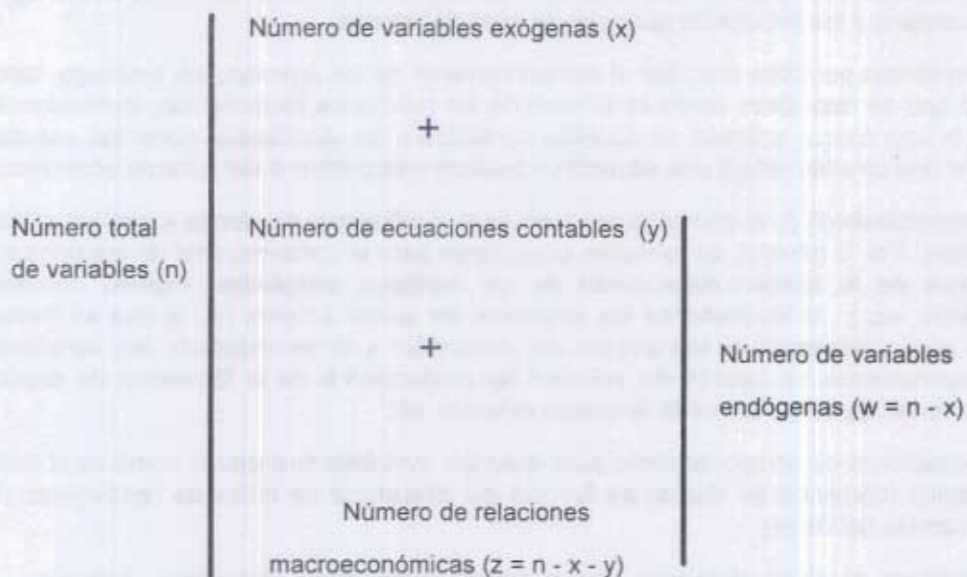 Número de variables exógenas (x)
+
Número total
de variables (n)
Número de ecuaciones contables (y)
+
Número de variables
endógenas (w = n - x)
Número de relaciones
macroeconómicas (z = n - x - y)